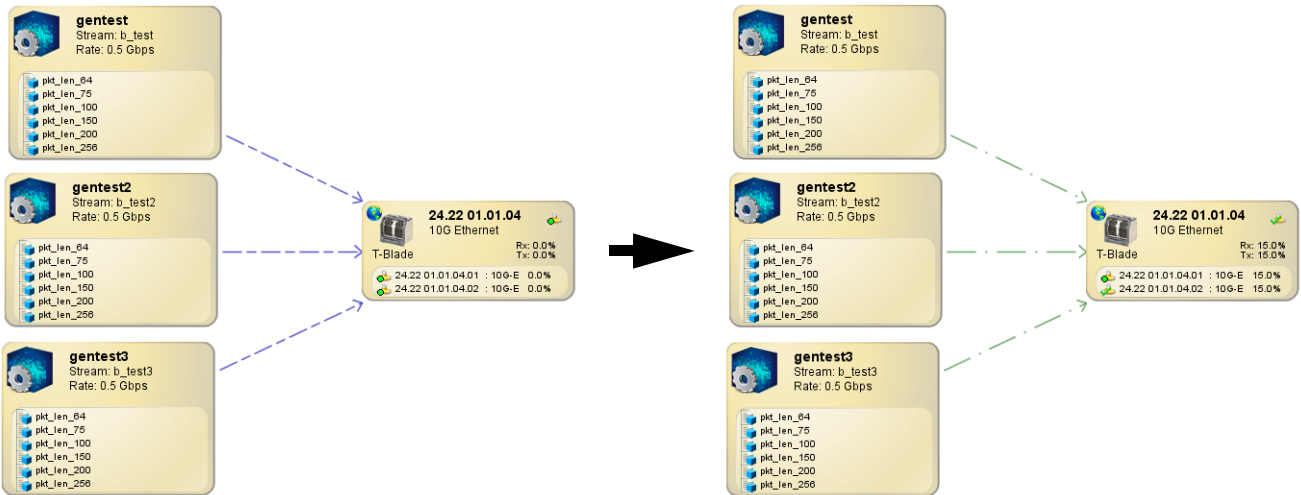 gentest
Stream: b_test
Rate: 0.5 Gbps
pkt_len_64
pkt_len_75
pkt_len_100
pkt_len_150
pkt_len_200
pkt_len_256
gentest2
Stream: b_test2
Rate: 0.5 Gbps
pkt_len_64
pkt_len_75
pkt_len_100
pkt_len_150
pkt_len_200
pkt_len_256
gentest3
Stream: b_test3
Rate: 0.5 Gbps
pkt_len_64
pkt_len_75
pkt_len_100
pkt_len_150
pkt_len_200
pkt_len_256
24.22 01.01.04
10G Ethernet
Rx: 0.0%
T-Blade Tx: 0.0%
24.22 01.01.04.01 : 10G-E 0.0%
24.22 01.01.04.02 : 10G-E 0.0%
gentest
Stream: b_test
Rate: 0.5 Gbps
pkt_len_64
pkt_len_75
pkt_len_100
pkt_len_150
pkt_len_200
pkt_len_256
gentest2
Stream: b_test2
Rate: 0.5 Gbps
pkt_len_64
pkt_len_75
pkt_len_100
pkt_len_150
pkt_len_200
pkt_len_256
gentest3
Stream: b_test3
Rate: 0.5 Gbps
pkt_len_64
pkt_len_75
pkt_len_100
pkt_len_150
pkt_len_200
pkt_len_256
24.22 01.01.04
10G Ethernet
Rx: 15.0%
T-Blade Tx: 15.0%
24.22 01.01.04.01 : 10G-E 15.0%
24.22 01.01.04.02 : 10G-E 15.0%